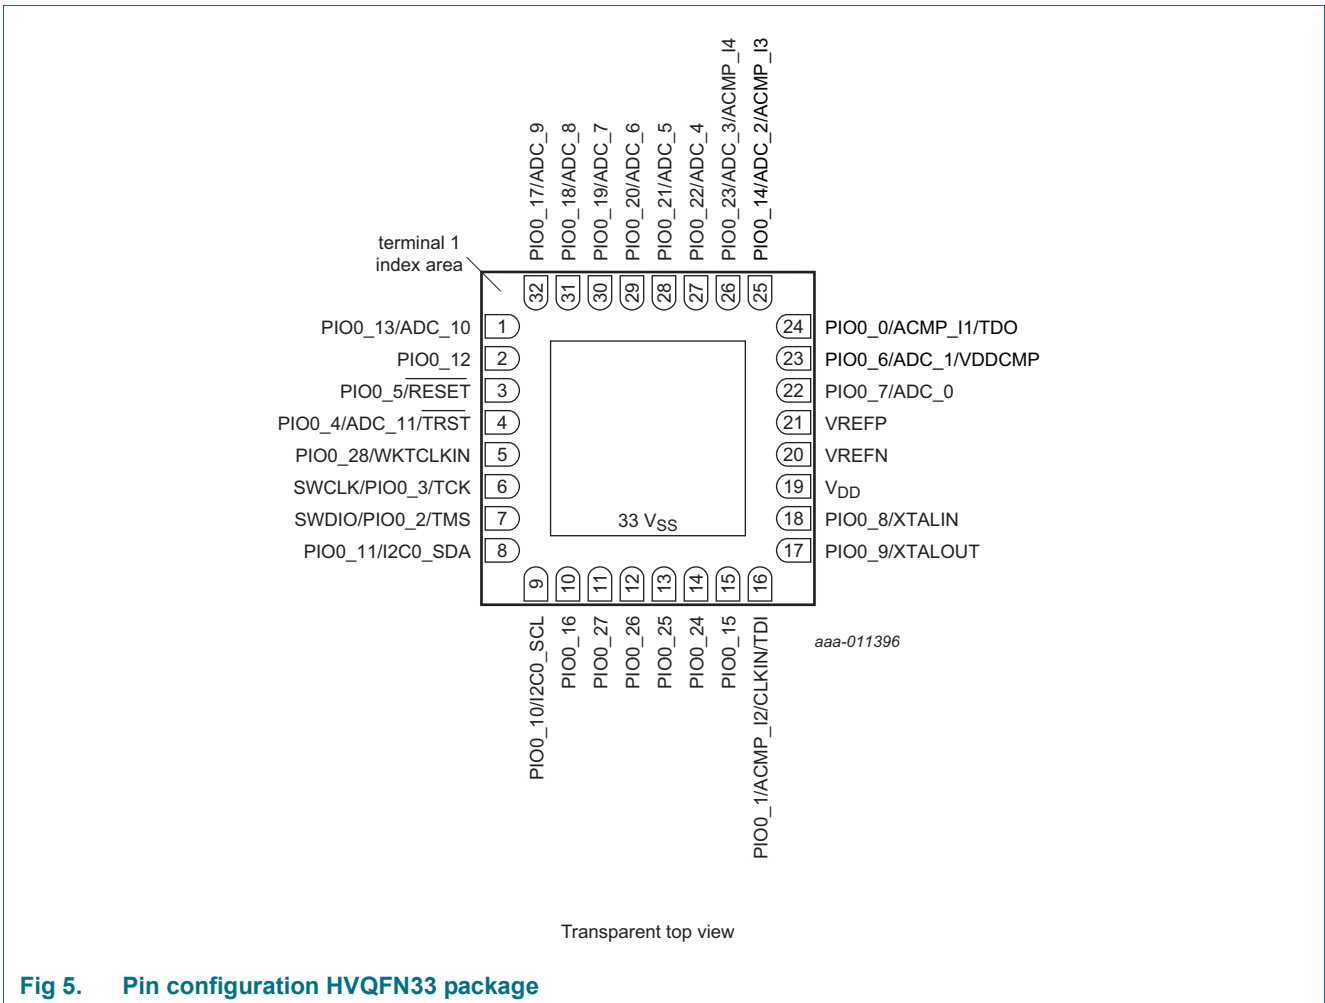 PIO0_17/ADC_9
PIO0_18/ADC_8
PIO0_19/ADC_7
PIO0_20/ADC_6
PIO0_21/ADC_5
PIO0_22/ADC_4
PIO0_23/ADC_3/ACMP_I4
PIO0_14/ADC_2/ACMP_I3
terminal 1
index area
32
31
30
29
28
27
26
25
PIO0_13/ADC_10 1
PIO0_12 2
PIO0_5/RESET 3
PIO0_4/ADC_11/TRST 4
PIO0_28/WKTCLKIN 5
SWCLK/PIO0_3/TCK 6
SWDIO/PIO0_2/TMS 7
PIO0_11/I2C0_SDA 8
24 PIO0_0/ACMP_I1/TDO
23 PIO0_6/ADC_1/VDDCMP
22 PIO0_7/ADC_0
21 VREFP
20 VREFN
19 VDD
18 PIO0_8/XTALIN
17 PIO0_9/XTALOUT
33 VSS
9
10
11
12
13
14
15
16
PIO0_10/I2C0_SCL
PIO0_16
PIO0_27
PIO0_26
PIO0_25
PIO0_24
PIO0_15
PIO0_1/ACMP_I2/CLKIN/TDI
aaa-011396
Transparent top view
Fig 5. Pin configuration HVQFN33 package